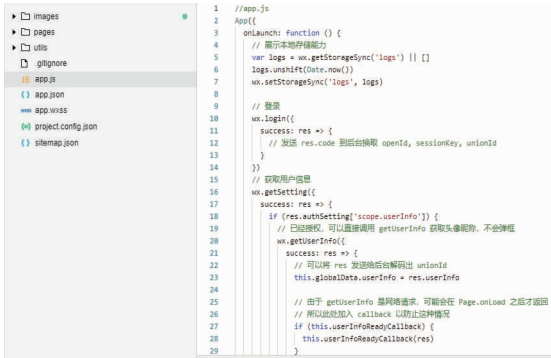 images
pages
utils
.gitignore
JS app.js
{ } app.json
wxss app.wxss
{o} project.config.json
{ } sitemap.json
1 //app.js
2 App({
3 onLaunch: function () {
4 // 展示本地存储能力
5 var logs = wx.getStorageSync('logs') || []
6 logs.unshift(Date.now())
7 wx.setStorageSync('logs', logs)
8
9 // 登录
10 wx.login({
11 success: res => {
12 // 发送 res.code 到后台换取 openId, sessionKey, unionId
13 }
14 })
15 // 获取用户信息
16 wx.getSetting({
17 success: res => {
18 if (res.authSetting['scope.userInfo']) {
19 // 已经授权，可以直接调用 getUserInfo 获取头像昵称，不会弹框
20 wx.getUserInfo({
21 success: res => {
22 // 可以将 res 发送给后台解码出 unionId
23 this.globalData.userInfo = res.userInfo
24
25 // 由于 getUserInfo 是网络请求，可能会在 Page.onLoad 之后才返回
26 // 所以此处加入 callback 以防止这种情况
27 if (this.userInfoReadyCallback) {
28 this.userInfoReadyCallback(res)
29 }